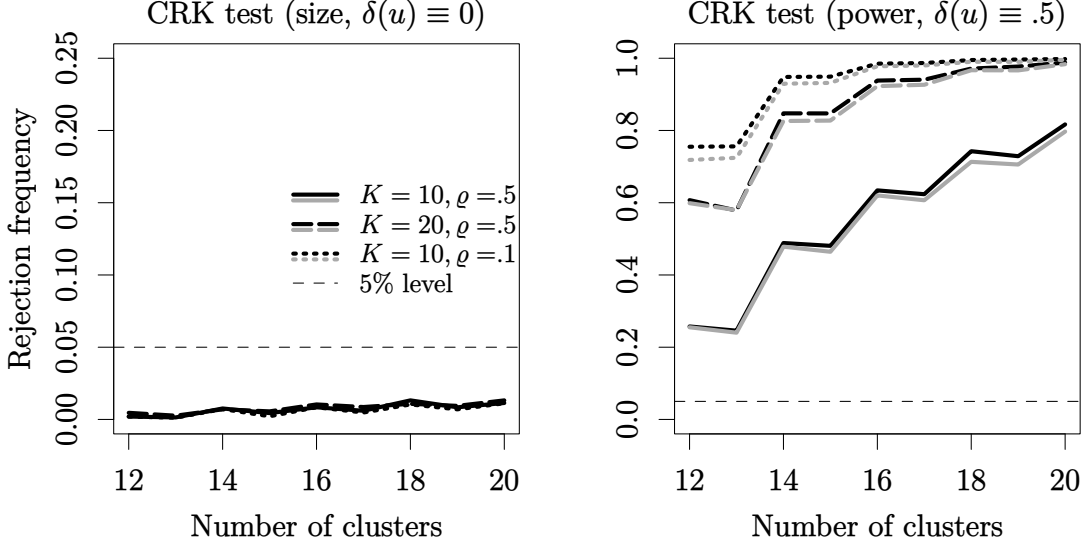 CRK test (size, δ(u) ≡ 0)
Rejection frequency
0.25
0.20
0.15
0.10
0.05
0.00
K = 10, ϱ =.5
K = 20, ϱ =.5
K = 10, ϱ =.1
5% level
12 14 16 18 20
Number of clusters
CRK test (power, δ(u) ≡ .5)
1.0
0.8
0.6
0.4
0.2
0.0
12 14 16 18 20
Number of clusters